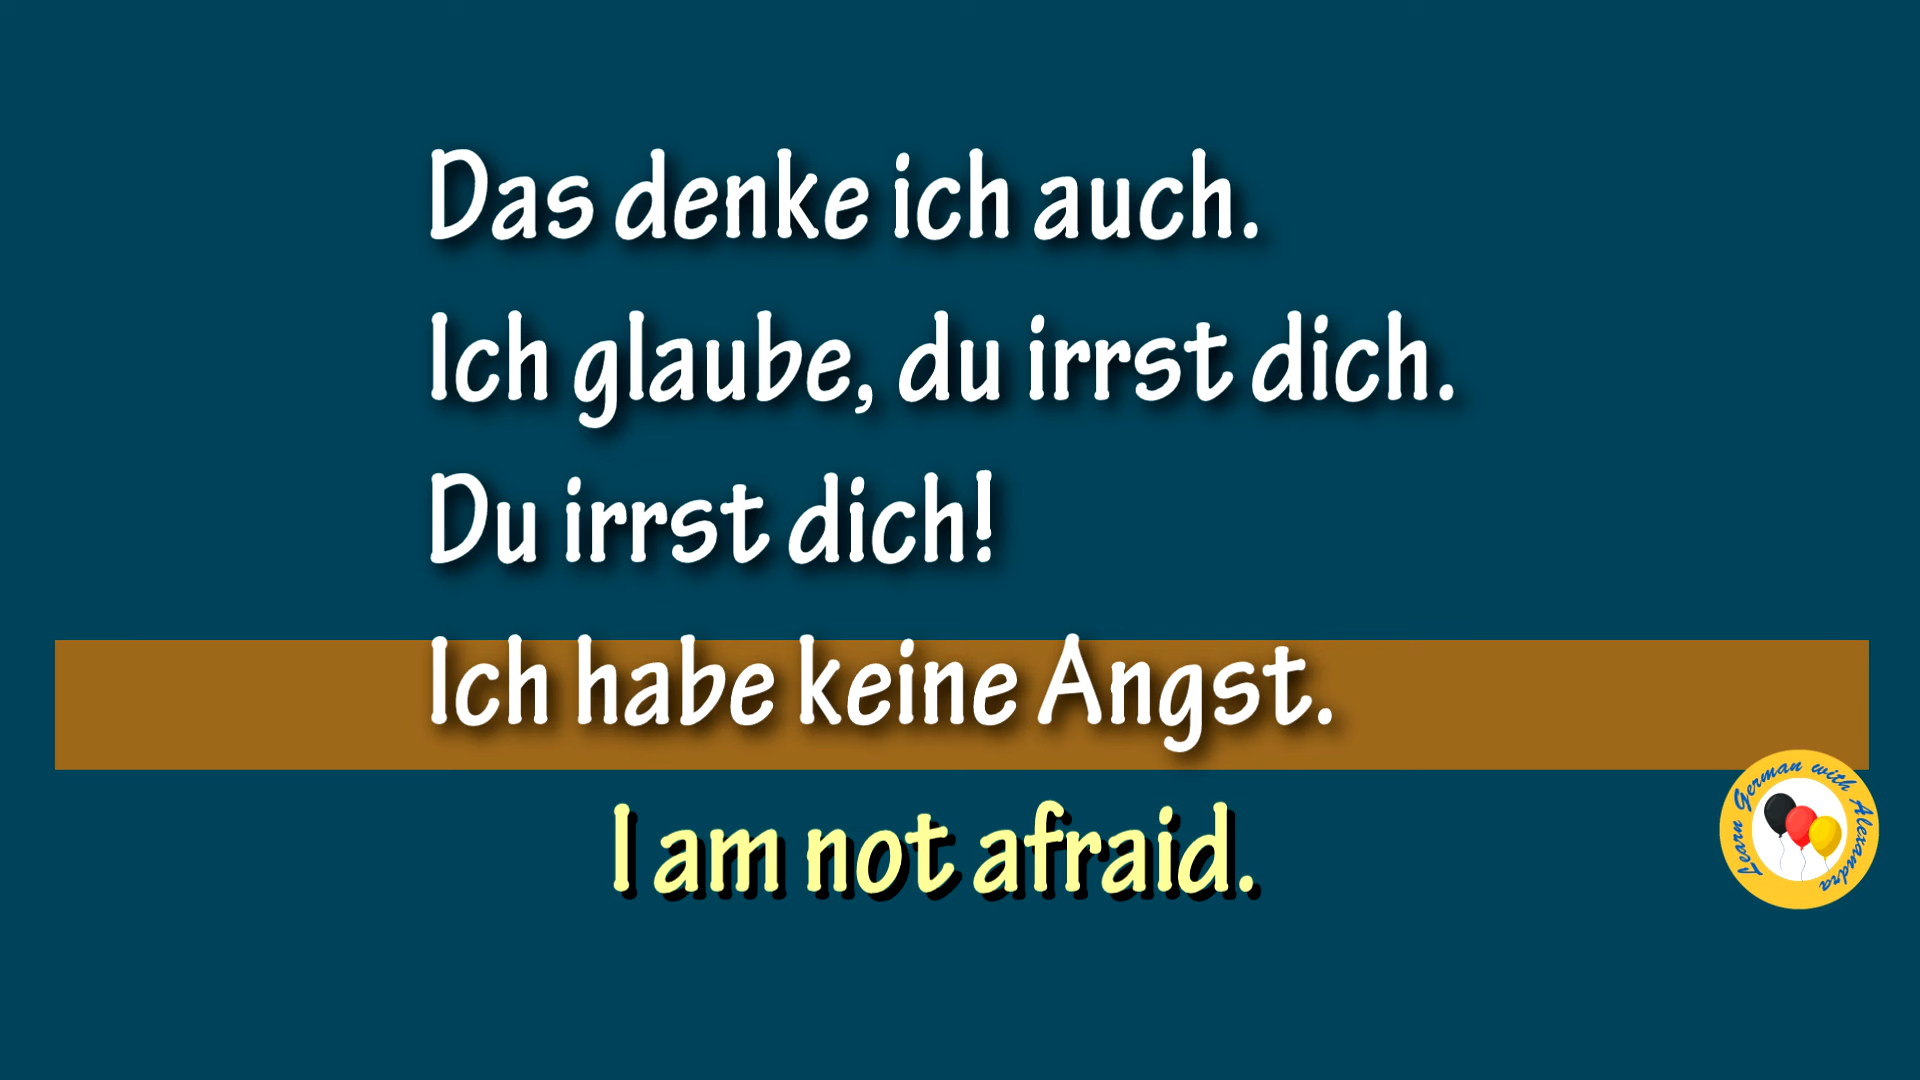 Das denke ich auch.
Ich glaube, du irrst dich.
Du irrst dich!
Ich habe keine Angst.
I am not afraid.
Learn German with Alexandra